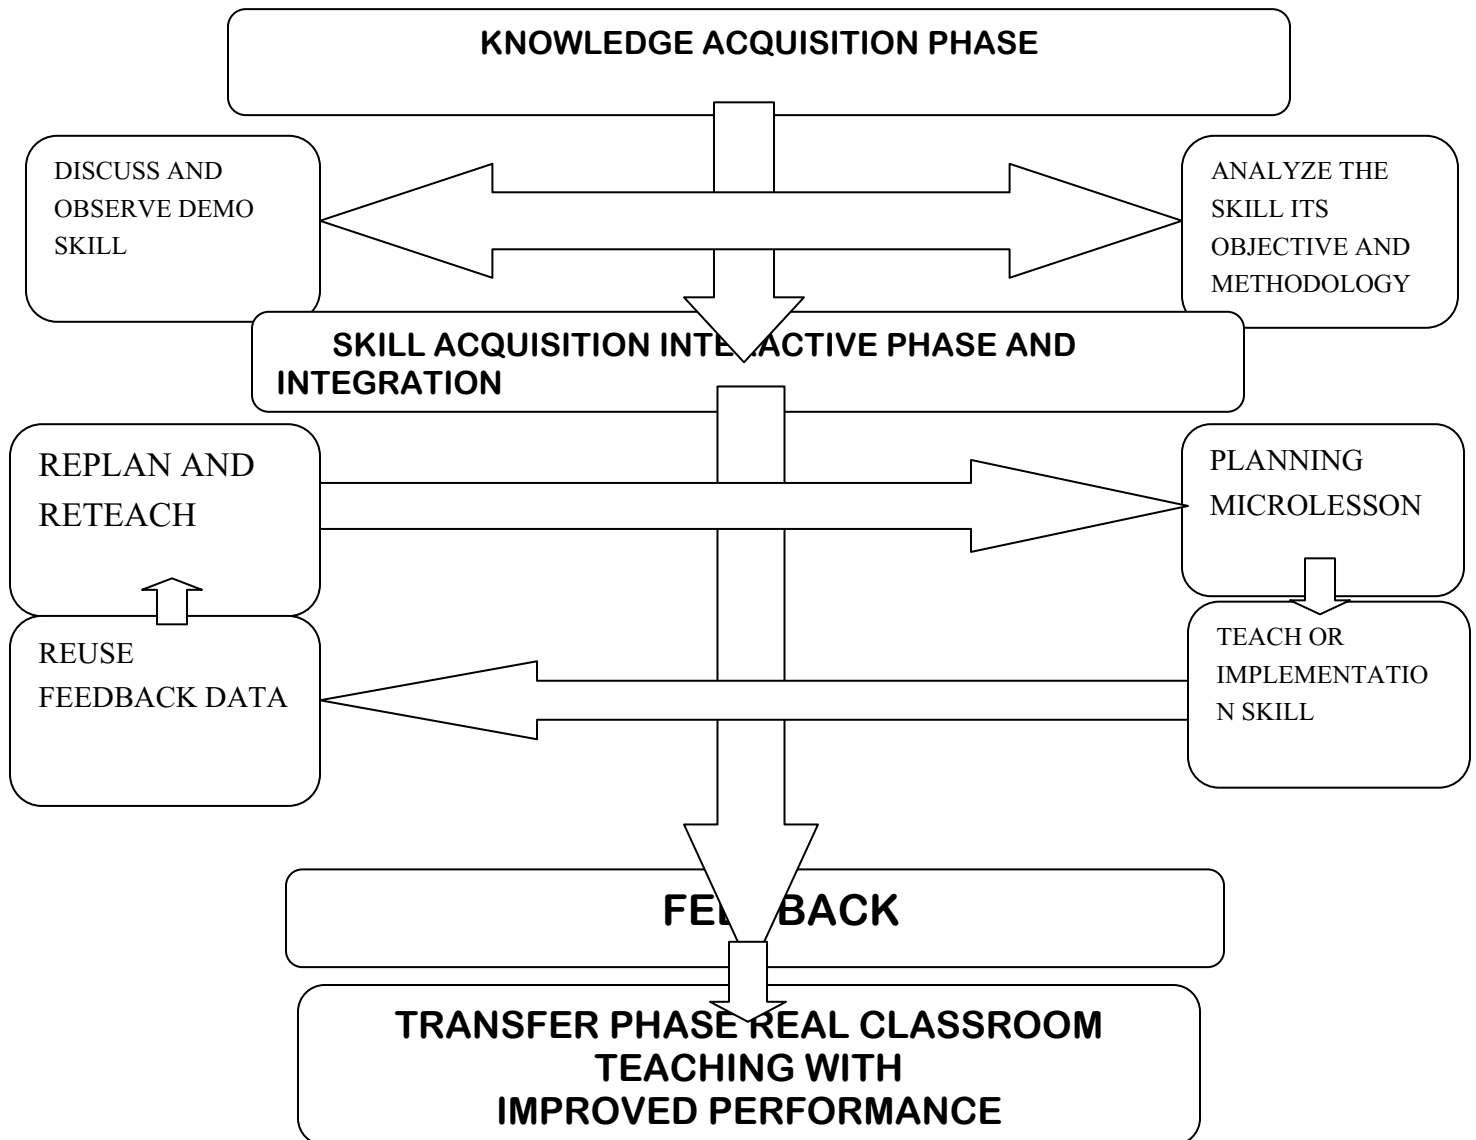 KNOWLEDGE ACQUISITION PHASE
DISCUSS AND
OBSERVE DEMO
SKILL
ANALYZE THE
SKILL ITS
OBJECTIVE AND
METHODOLOGY
SKILL ACQUISITION INTERACTIVE PHASE AND
INTEGRATION
REPLAN AND
RETEACH
PLANNING
MICROLESSON
REUSE
FEEDBACK DATA
TEACH OR
IMPLEMENTATIO
N SKILL
FEEDBACK
TRANSFER PHASE REAL CLASSROOM
TEACHING WITH
IMPROVED PERFORMANCE